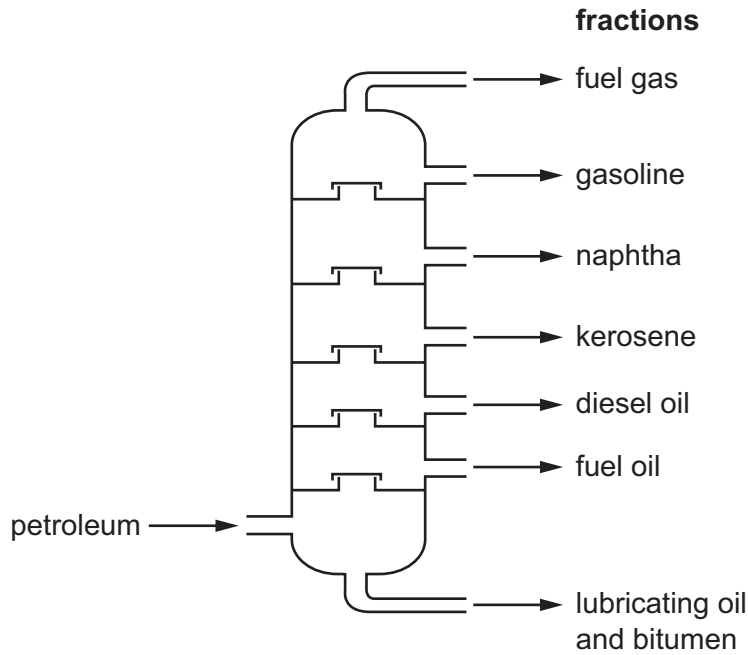 fractions
fuel gas
gasoline
naphtha
kerosene
diesel oil
fuel oil
petroleum
lubricating oil
and bitumen